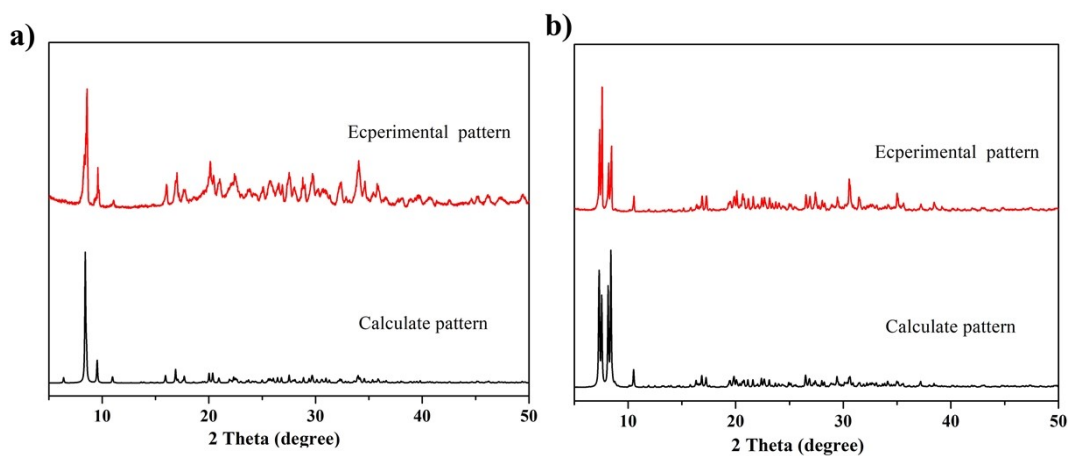 a)
Ecperimental pattern
Calculate pattern
10 20 30 40 50
2 Theta (degree)
b)
Ecperimental pattern
Calculate pattern
10 20 30 40 50
2 Theta (degree)